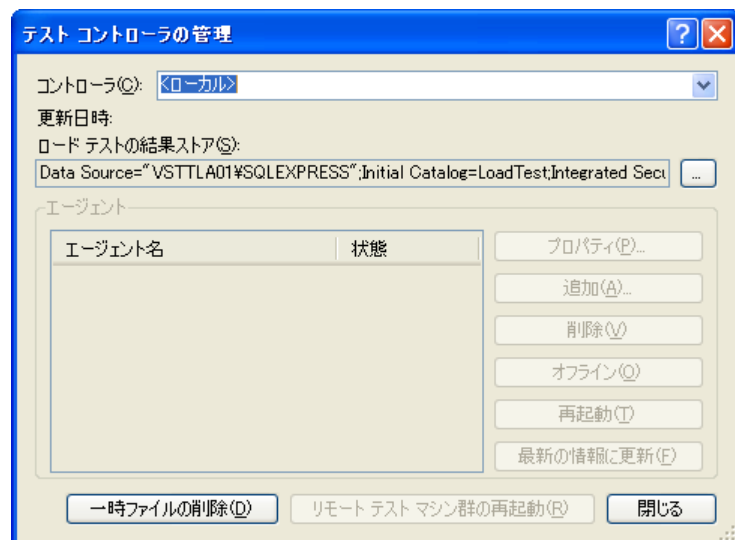 テスト コントローラの管理
コントローラ(C): <ローカル>
更新日時:
ロード テストの結果ストア(S):
Data Source="VSTTLA01¥SQLEXPRESS";Initial Catalog=LoadTest;Integrated Secu ...
エージェント
エージェント名 状態
プロパティ(P)...
追加(A)...
削除(V)
オフライン(O)
再起動(T)
最新の情報に更新(F)
一時ファイルの削除(D) リモート テスト マシン群の再起動(R) 閉じる